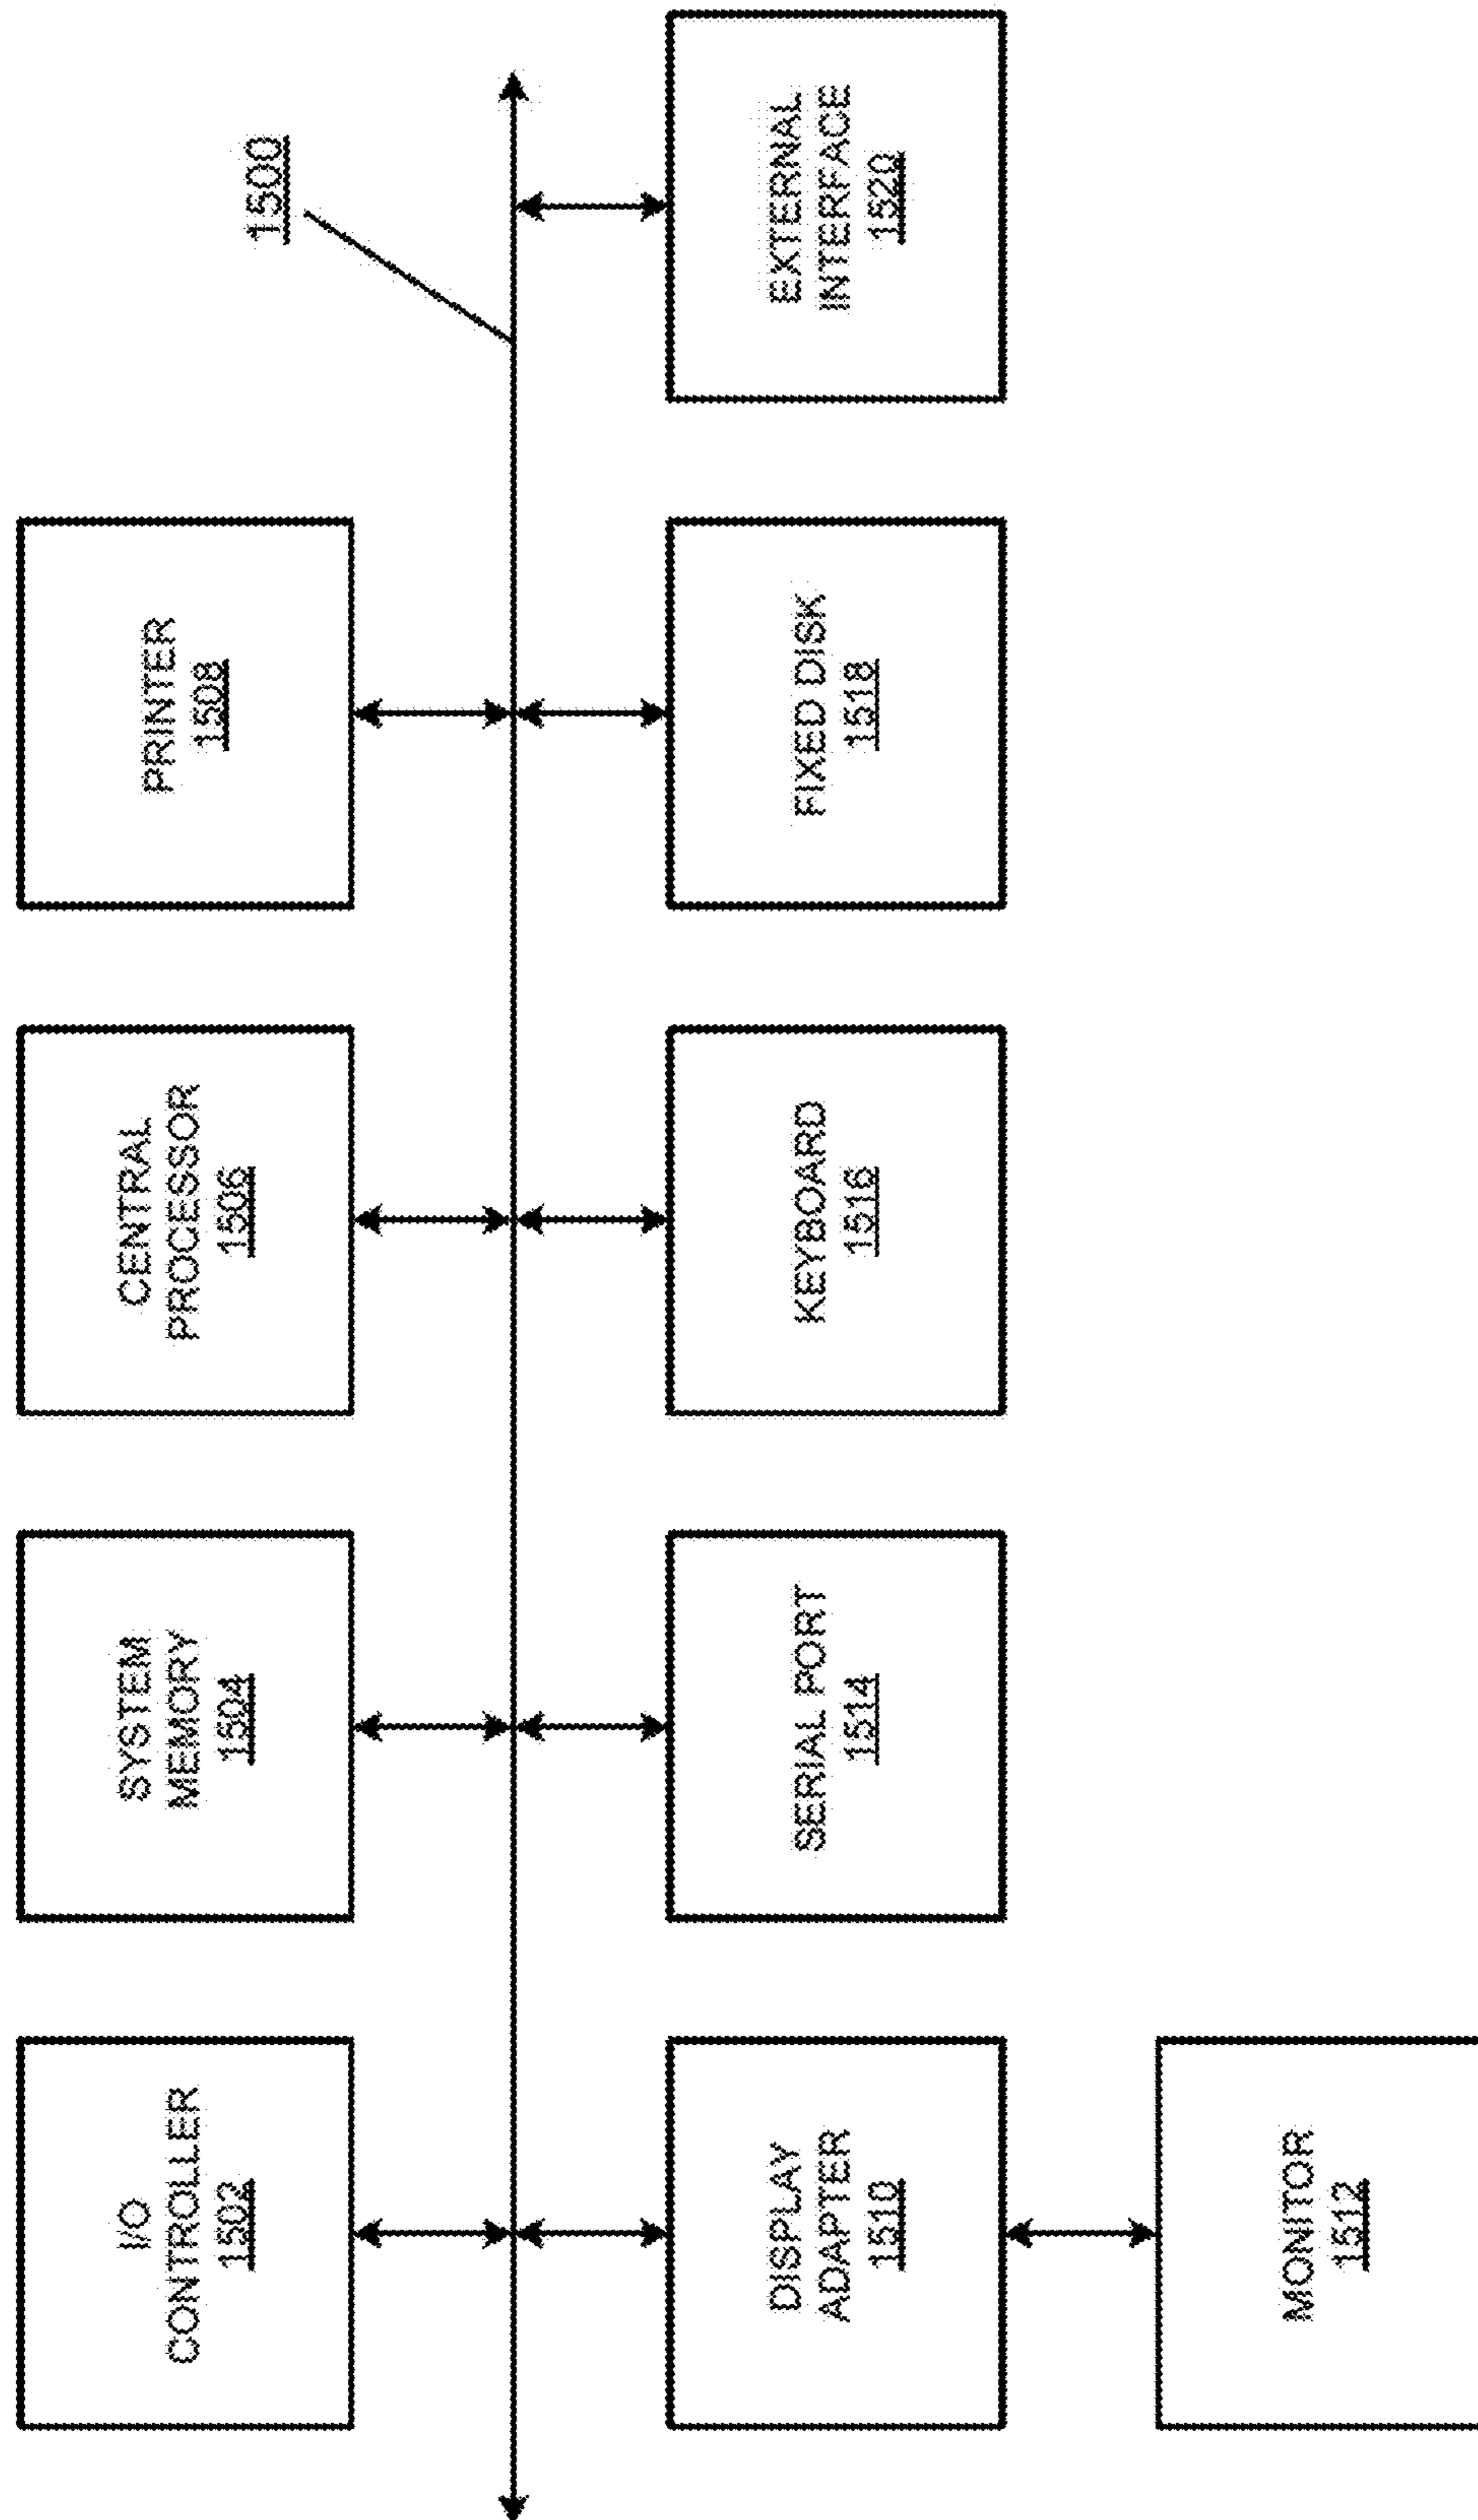 I/O
CONTROLLER
1502
SYSTEM
MEMORY
1504
CENTRAL
PROCESSOR
1506
PRINTER
1508
1500
DISPLAY
ADAPTER
1510
SERIAL PORT
1514
KEYBOARD
1516
FIXED DISK
1518
EXTERNAL
INTERFACE
1520
MONITOR
1512